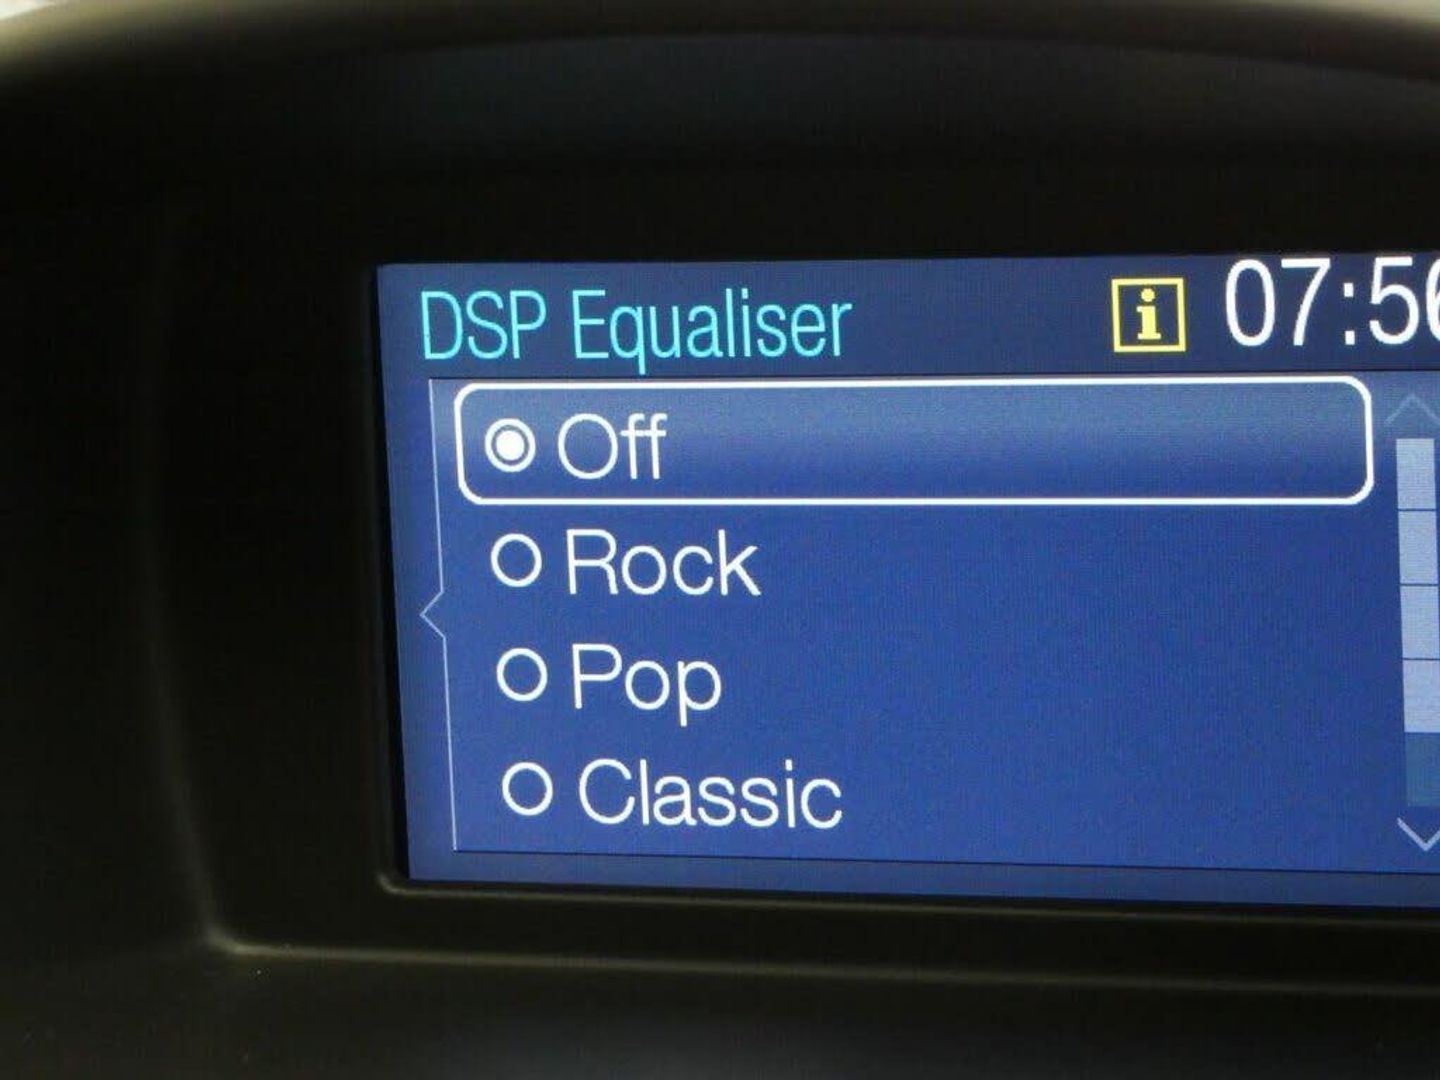 DSP Equaliser
i 07:56
Off
Rock
Pop
Classic